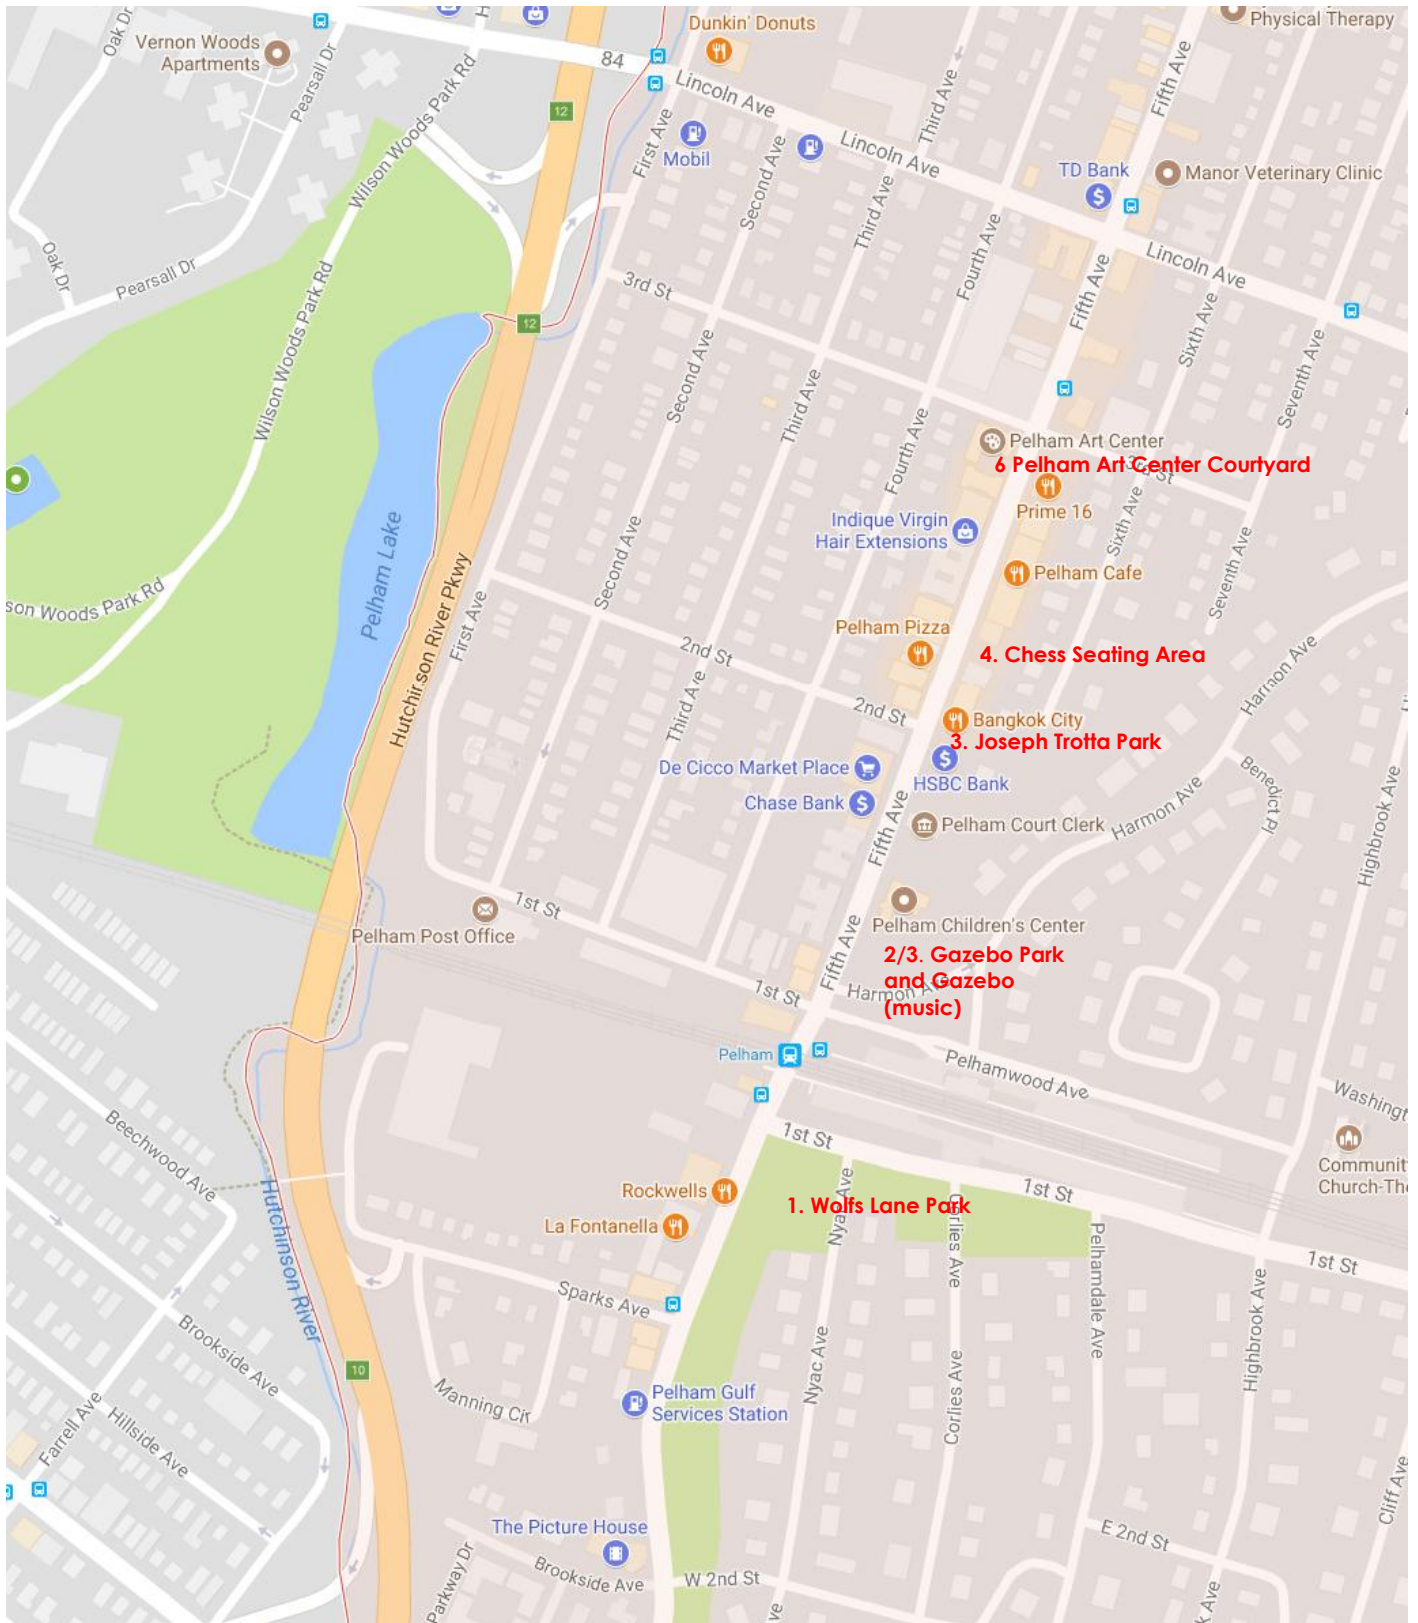 Dunkin' Donuts
Physical Therapy
Oak Dr
Vernon Woods
Apartments
Pearsall Dr
Wilson Woods Park Rd
84
Lincoln Ave
Third Ave
Fifth Ave
12
First Ave
Mobil
Second Ave
Lincoln Ave
TD Bank
Manor Veterinary Clinic
Third Ave
Fourth Ave
Oak Dr
Pearsall Dr
3rd St
Fifth Ave
Lincoln Ave
12
Wilson Woods Park Rd
Second Ave
Sixth Ave
Seventh Ave
Third Ave
Fourth Ave
Pelham Art Center
6 Pelham Art Center Courtyard
3rd St
Prime 16
Indique Virgin
Hair Extensions
Sixth Ave
Pelham Lake
Second Ave
Seventh Ave
Pelham Cafe
son Woods Park Rd
Hutchinson River Pkwy
First Ave
Pelham Pizza
2nd St
4. Chess Seating Area
Harmon Ave
Third Ave
2nd St
Bangkok City
3. Joseph Trotta Park
De Cicco Market Place
HSBC Bank
Benedict Pl
Chase Bank
Fifth Ave
Pelham Court Clerk
Harmon Ave
Highbrook Ave
1st St
Pelham Post Office
Pelham Children's Center
Fifth Ave
2/3. Gazebo Park
and Gazebo
(music)
1st St
Harmon Ave
Pelham
Pelhamwood Ave
Washingt
Beechwood Ave
1st St
Community
Church-The
Rockwells
1. Wolfs Lane Park
Nyac Ave
Corlies Ave
1st St
La Fontanella
Hutchinson River
Pelhamdale Ave
1st St
Sparks Ave
Brookside Ave
10
Nyac Ave
Highbrook Ave
Manning Cir
Pelham Gulf
Services Station
Corlies Ave
Farrell Ave
Hillside Ave
Cliff Ave
The Picture House
E 2nd St
Parkway Dr
Brookside Ave
W 2nd St
ve
k Ave